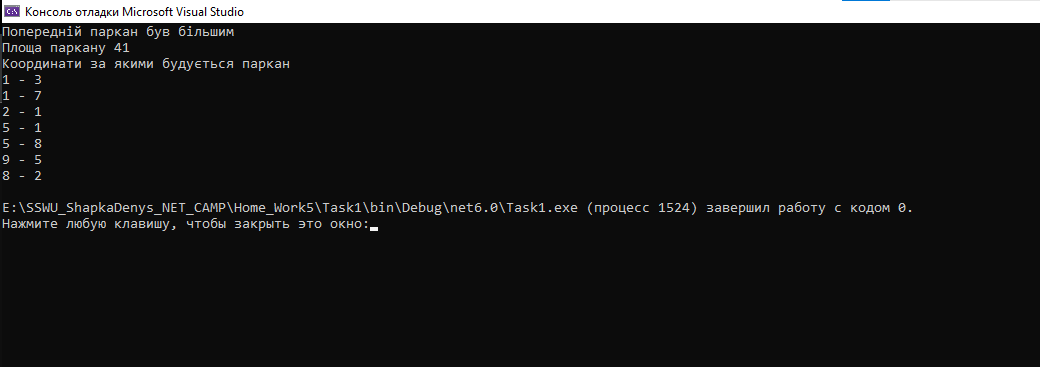 Консоль отладки Microsoft Visual Studio
Попередній паркан був більшим
Площа паркану 41
Координати за якими будується паркан
1 - 3
1 - 7
2 - 1
5 - 1
5 - 8
9 - 5
8 - 2
E:\SSWU_ShapkaDenys_NET_CAMP\Home_Work5\Task1\bin\Debug\net6.0\Task1.exe (процесс 1524) завершил работу с кодом 0.
Нажмите любую клавишу, чтобы закрыть это окно: